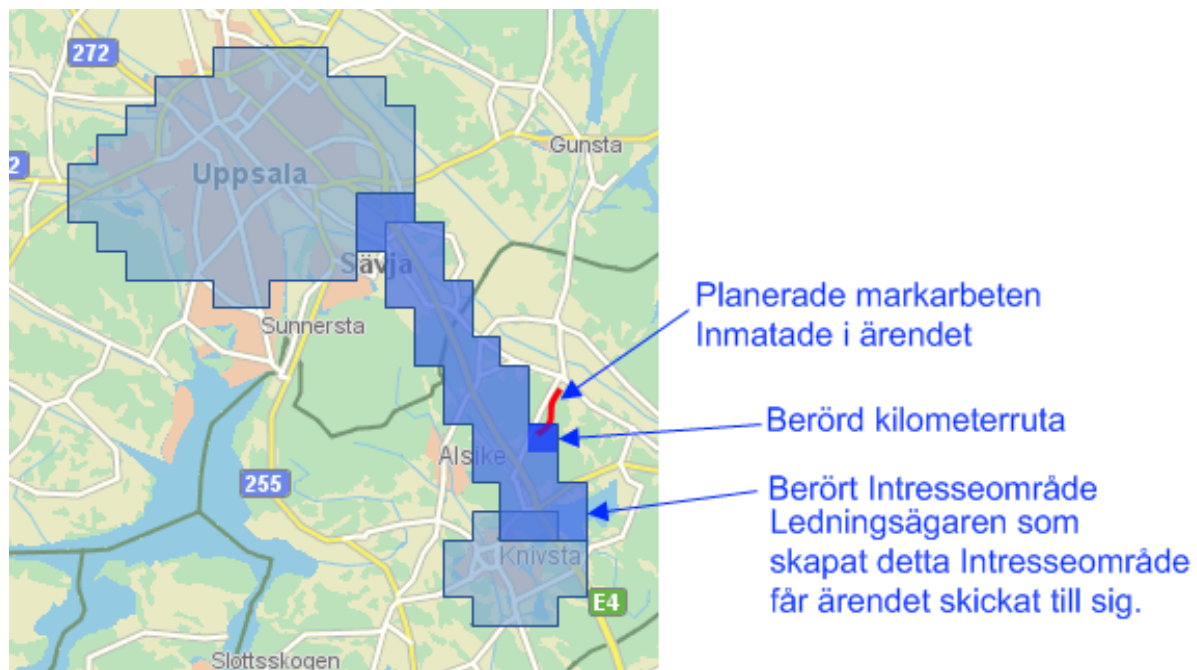 272
Gunsta
2
Uppsala
Sävja
Sunnersta
Planerade markarbeten
Inmatade i ärendet
Berörd kilometerruta
Alsike
255
Berört Intresseområde
Ledningsägaren som
skapat detta Intresseområde
får ärendet skickat till sig.
Knivsta
E4
Slottsskogen